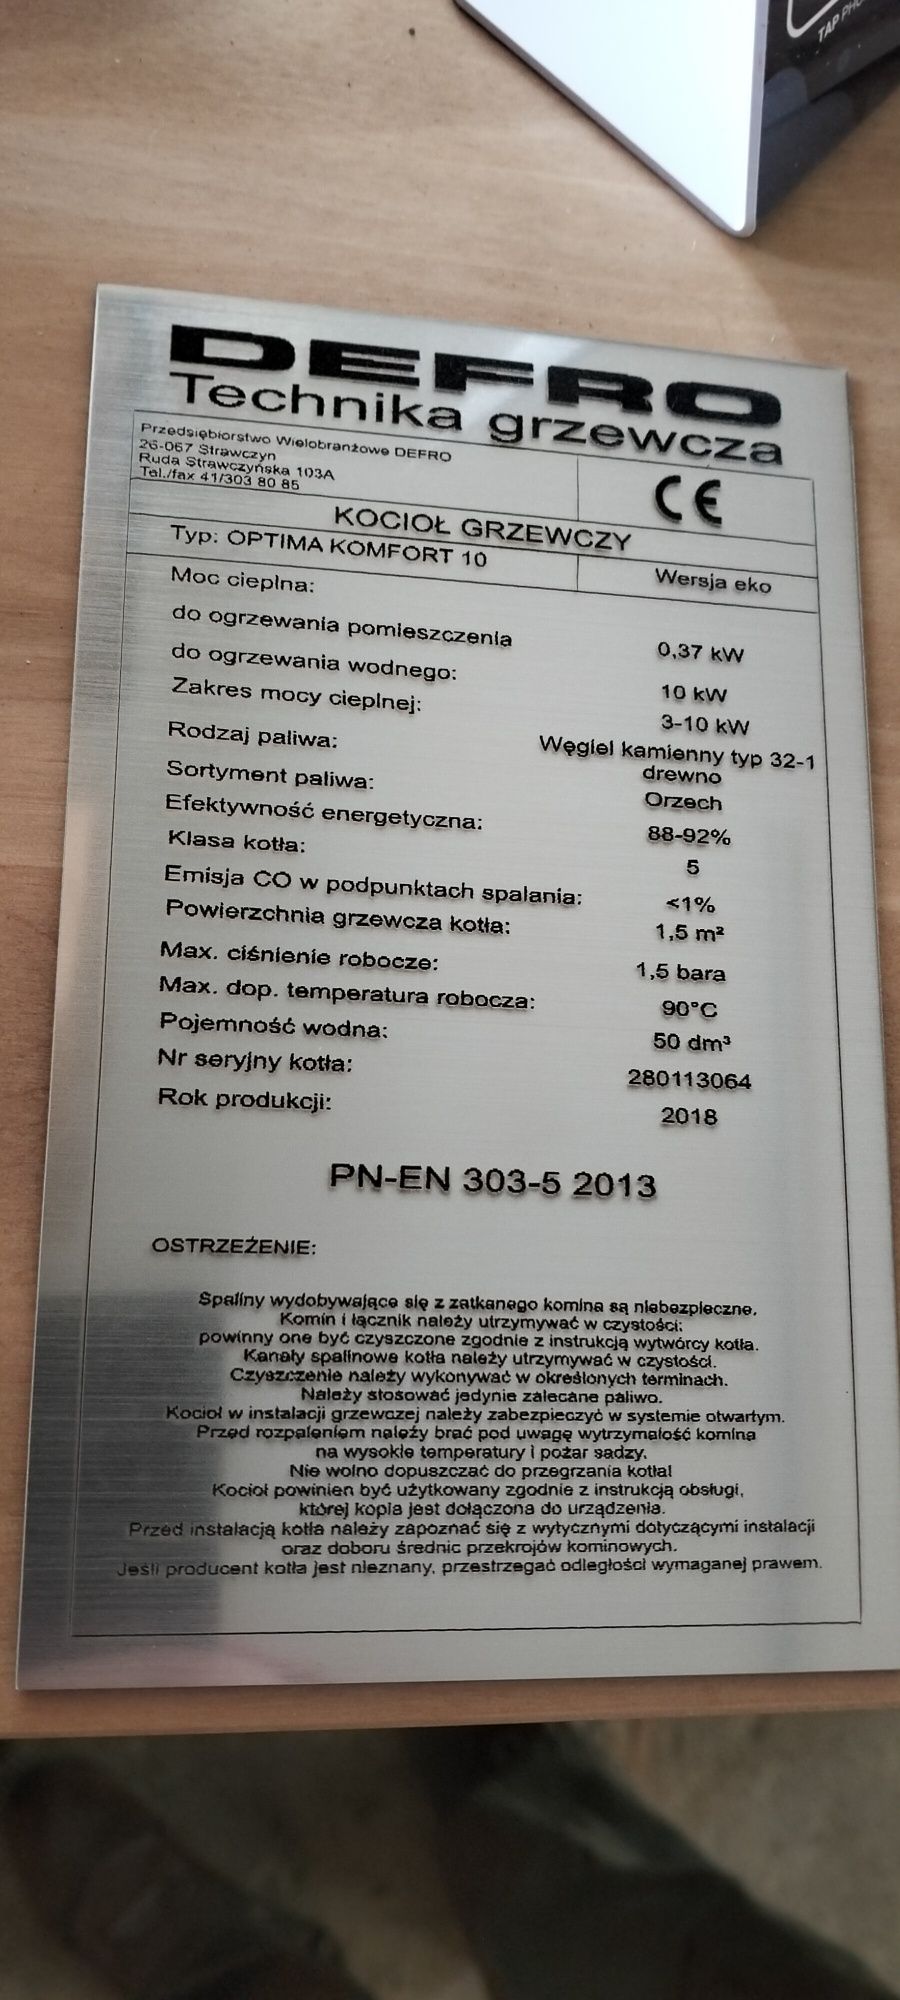 TAP
DEFRO
Technika grzewcza
Przedsiębiorstwo Wielobranżowe DEFRO
26-067 Strawczyn
Ruda Strawczyńska 103A
Tel./fax 41/303 80 85
CE
KOCIOŁ GRZEWCZY
Typ: OPTIMA KOMFORT 10 Wersja eko
Moc cieplna:
do ogrzewania pomieszczenia 0,37 kW
do ogrzewania wodnego: 10 kW
Zakres mocy cieplnej: 3-10 kW
Rodzaj paliwa: Węgiel kamienny typ 32-1
drewno
Sortyment paliwa: Orzech
Efektywność energetyczna: 88-92%
Klasa kotła: 5
Emisja CO w podpunktach spalania: <1%
Powierzchnia grzewcza kotła: 1,5 m²
Max. ciśnienie robocze: 1,5 bara
Max. dop. temperatura robocza: 90°C
Pojemność wodna: 50 dm³
Nr seryjny kotła: 280113064
Rok produkcji: 2018
PN-EN 303-5 2013
OSTRZEŻENIE:
Spaliny wydobywające się z zatkanego komina są niebezpieczne.
Komin i łącznik należy utrzymywać w czystości;
powinny one być czyszczone zgodnie z instrukcją wytwórcy kotła.
Kanały spalinowe kotła należy utrzymywać w czystości.
Czyszczenie należy wykonywać w określonych terminach.
Należy stosować jedynie zalecane paliwo.
Kocioł w instalacji grzewczej należy zabezpieczyć w systemie otwartym.
Przed rozpaleniem należy brać pod uwagę wytrzymałość komina
na wysokie temperatury i pożar sadzy.
Nie wolno dopuszczać do przegrzania kotła!
Kocioł powinien być użytkowany zgodnie z instrukcją obsługi,
której kopia jest dołączona do urządzenia.
Przed instalacją kotła należy zapoznać się z wytycznymi dotyczącymi instalacji
oraz doboru średnic przekrojów kominowych.
Jeśli producent kotła jest nieznany, przestrzegać odległości wymaganej prawem.